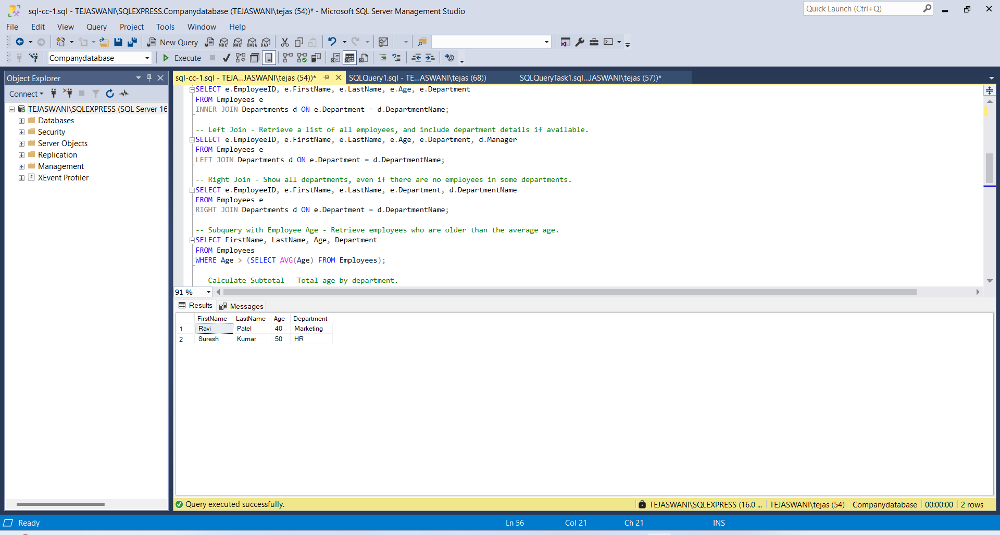 sql-cc-1.sql - TEJASWANI\SQLEXPRESS.Companydatabase (TEJASWANI\tejas (54))* - Microsoft SQL Server Management Studio
Quick Launch (Ctrl+Q)
File Edit View Query Project Tools Window Help
New Query MDX DMX XMLA DAX
Companydatabase Execute
Object Explorer
Connect
TEJASWANI\SQLEXPRESS (SQL Server 16
Databases
Security
Server Objects
Replication
Management
XEvent Profiler
sql-cc-1.sql - TEJA...JASWANI\tejas (54))* SQLQuery1.sql - TE...ASWANI\tejas (68)) SQLQueryTask1.sql...JASWANI\tejas (57))*
SELECT e.EmployeeID, e.FirstName, e.LastName, e.Age, e.Department
FROM Employees e
INNER JOIN Departments d ON e.Department = d.DepartmentName;
-- Left Join - Retrieve a list of all employees, and include department details if available.
SELECT e.EmployeeID, e.FirstName, e.LastName, e.Age, e.Department, d.Manager
FROM Employees e
LEFT JOIN Departments d ON e.Department = d.DepartmentName;
-- Right Join - Show all departments, even if there are no employees in some departments.
SELECT e.EmployeeID, e.FirstName, e.LastName, e.Department, d.DepartmentName
FROM Employees e
RIGHT JOIN Departments d ON e.Department = d.DepartmentName;
-- Subquery with Employee Age - Retrieve employees who are older than the average age.
SELECT FirstName, LastName, Age, Department
FROM Employees
WHERE Age > (SELECT AVG(Age) FROM Employees);
-- Calculate Subtotal - Total age by department.
91 %
Results Messages
FirstName LastName Age Department
1 Ravi Patel 40 Marketing
2 Suresh Kumar 50 HR
Query executed successfully. TEJASWANI\SQLEXPRESS (16.0 ... TEJASWANI\tejas (54) Companydatabase 00:00:00 2 rows
Ready Ln 56 Col 21 Ch 21 INS